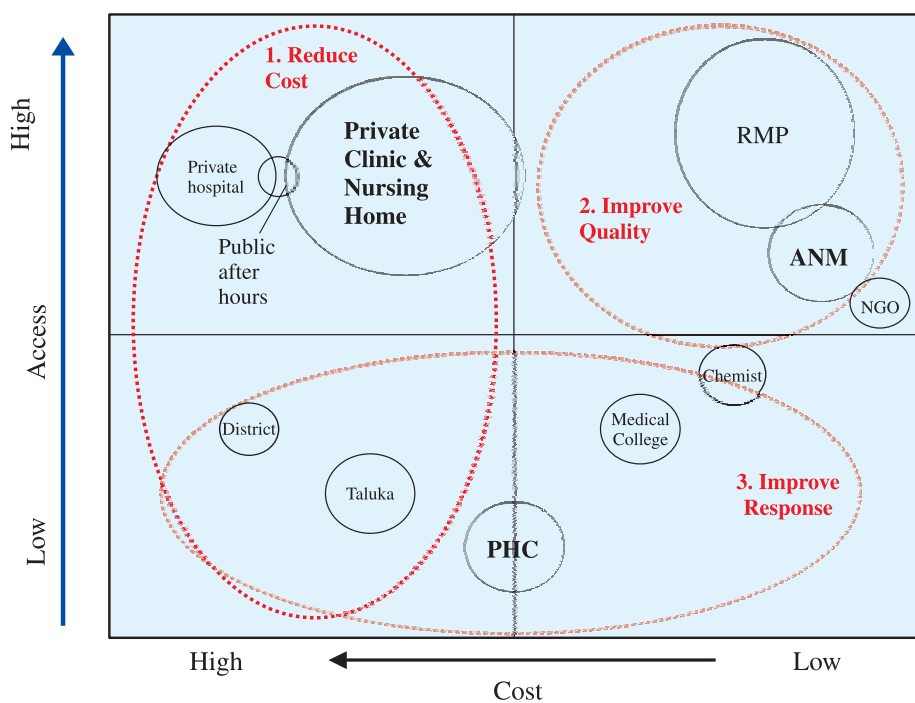 High
Access
Low
1. Reduce
Cost
Private
Clinic &
Nursing
Home
Private
hospital
Public
after
hours
2. Improve
Quality
RMP
ANM
NGO
Chemist
District
Medical
College
Taluka
3. Improve
Response
PHC
High
Low
Cost